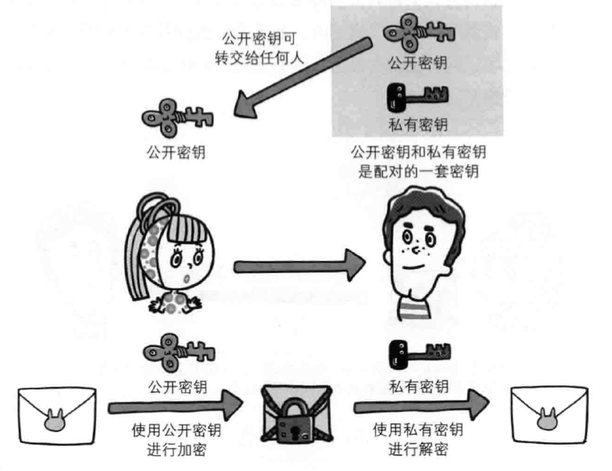 公开密钥可
转交给任何人
公开密钥
私有密钥
公开密钥
公开密钥和私有密钥
是配对的一套密钥
公开密钥
私有密钥
使用公开密钥
进行加密
使用私有密钥
进行解密